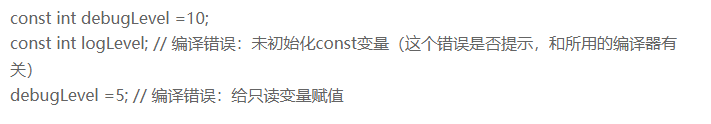 const int debugLevel =10;
const int logLevel; // 编译错误：未初始化const变量（这个错误是否提示，和所用的编译器有
关）
debugLevel =5; // 编译错误：给只读变量赋值